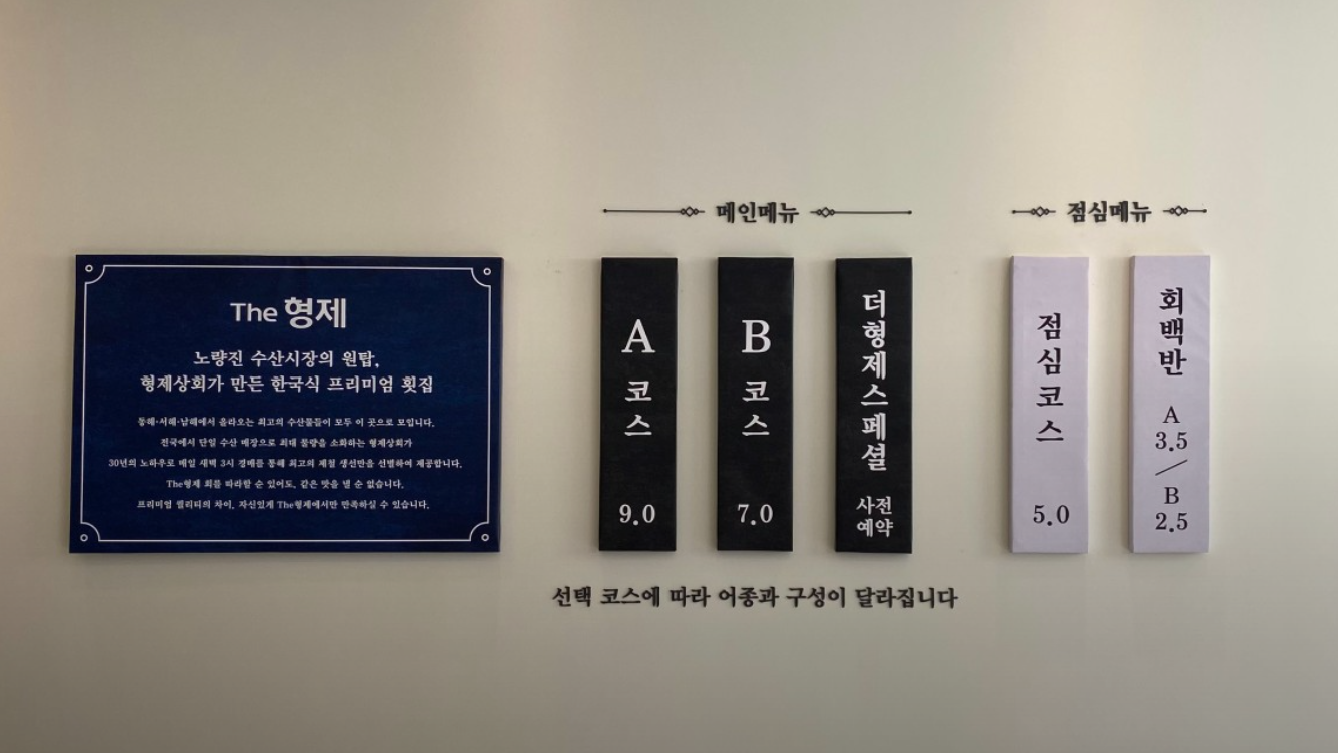 The 형제
노량진 수산시장의 원탑,
형제상회가 만든 한국식 프리미엄 횟집
동해·서해·남해에서 올라오는 최고의 수산물들이 모두 이 곳으로 모입니다.
전국에서 단일 수산 매장으로 최대 물량을 소화하는 형제상회가
30년의 노하우로 매일 새벽 3시 경매를 통해 최고의 제철 생선만을 선별하여 제공합니다.
The형제 회를 따라할 순 있어도, 같은 맛을 낼 순 없습니다.
프리미엄 퀄리티의 차이, 자신있게 The형제에서만 만족하실 수 있습니다.
메인메뉴
A코스
9.0
B코스
7.0
더형제스페셜
사전
예약
선택 코스에 따라 어종과 구성이 달라집니다
점심메뉴
점심코스
5.0
회백반
A
3.5
/
B
2.5